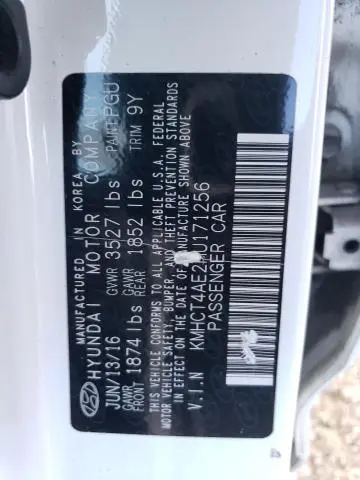 MANUFACTURED IN KOREA BY
HYUNDAI MOTOR COMPANY
JUN/13/16 GVWR 3527 lbs PAINT PGU
GAWR FRONT 1874 lbs GAWR REAR 1852 lbs TRIM 9Y
THIS VEHICLE CONFORMS TO ALL APPLICABLE U.S.A. FEDERAL
MOTOR VEHICLE SAFETY, BUMPER, AND THEFT PREVENTION STANDARDS
IN EFFECT ON THE DATE OF MANUFACTURE SHOWN ABOVE
V.I.N KMHCT4AE2 U171256
PASSENGER CAR